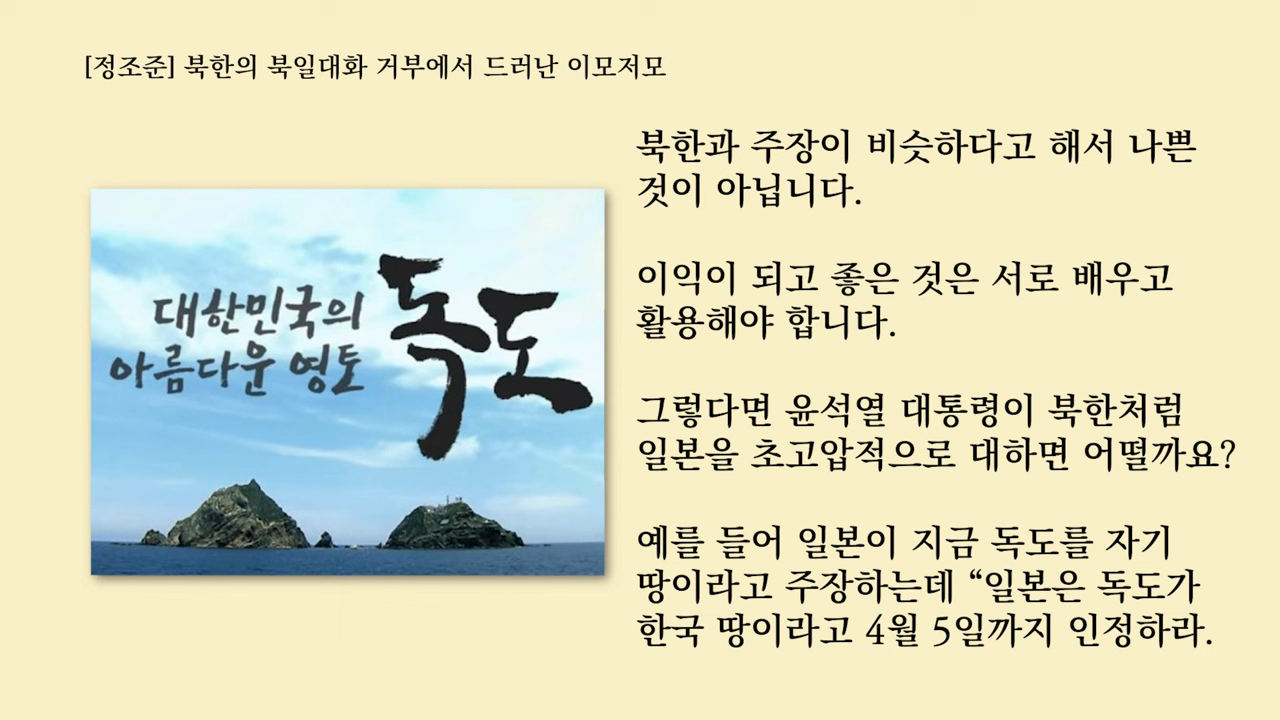 [정조준] 북한의 북일대화 거부에서 드러난 이모저모
대한민국의
아름다운 영토
독도
북한과 주장이 비슷하다고 해서 나쁜
것이 아닙니다.
이익이 되고 좋은 것은 서로 배우고
활용해야 합니다.
그렇다면 윤석열 대통령이 북한처럼
일본을 초고압적으로 대하면 어떨까요?
예를 들어 일본이 지금 독도를 자기
땅이라고 주장하는데 “일본은 독도가
한국 땅이라고 4월 5일까지 인정하라.